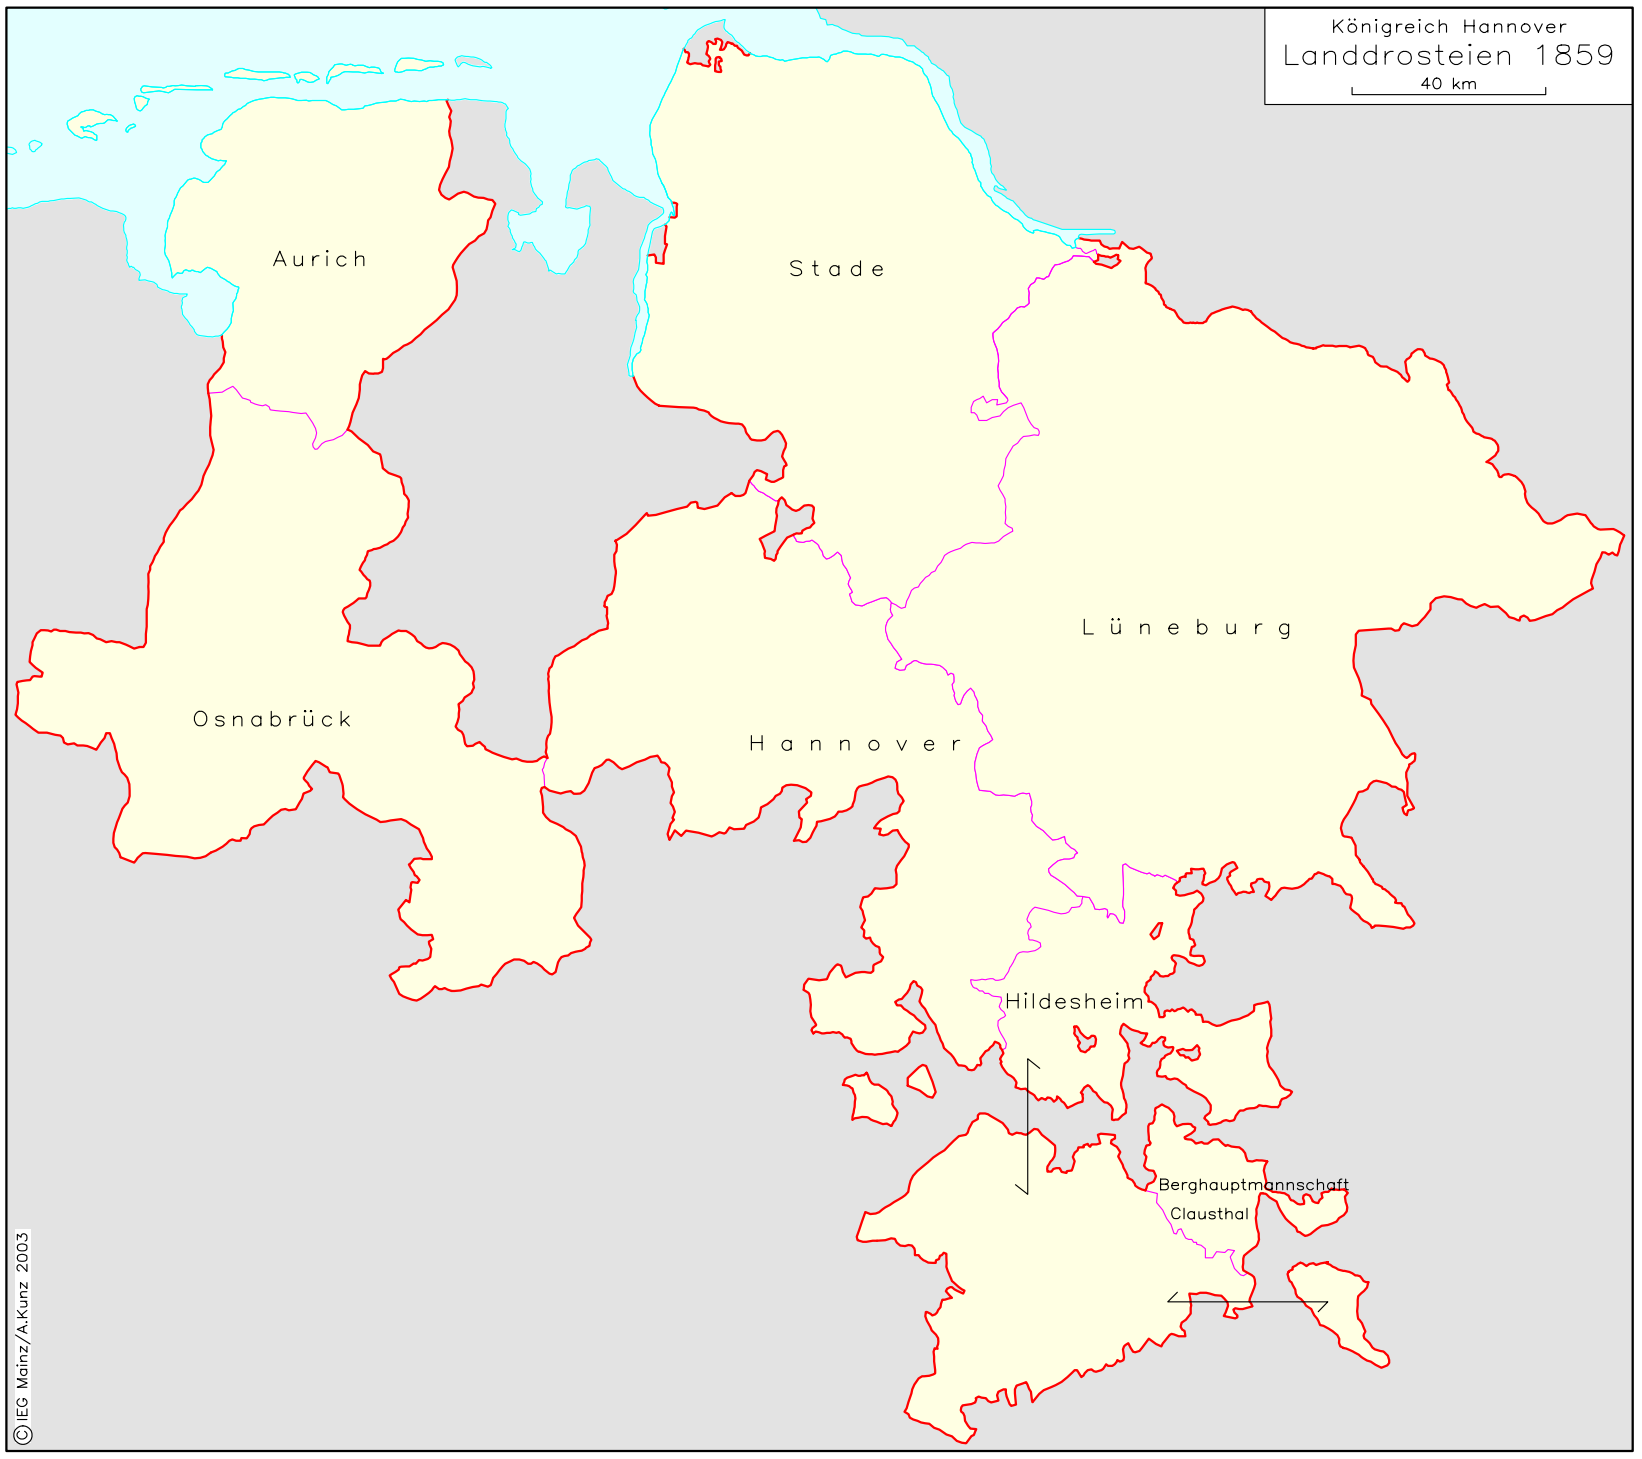 Königreich Hannover
Landdrosteien 1859
40 km
Aurich
Stade
Lüneburg
Osnabrück
Hannover
Hildesheim
Berghauptmannschaft
Clausthal
© IEG Mainz/A.Kunz 2003